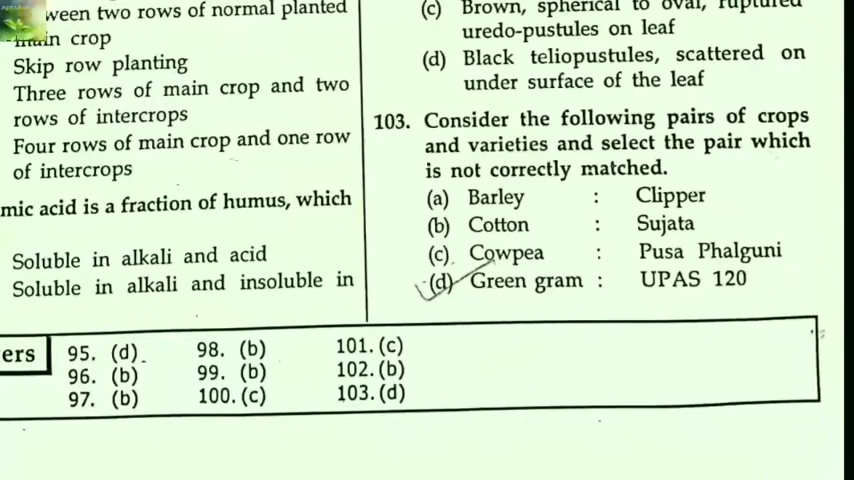 ween two rows of normal planted
main crop
Skip row planting
Three rows of main crop and two
rows of intercrops
Four rows of main crop and one row
of intercrops
mic acid is a fraction of humus, which
Soluble in alkali and acid
Soluble in alkali and insoluble in
(c) Brown, spherical to oval, ruptured
uredo-pustules on leaf
(d) Black teliopustules, scattered on
under surface of the leaf
103. Consider the following pairs of crops
and varieties and select the pair which
is not correctly matched.
(a) Barley : Clipper
(b) Cotton : Sujata
(c) Cowpea : Pusa Phalguni
(d) Green gram : UPAS 120
ers
95. (d) 98. (b) 101. (c)
96. (b) 99. (b) 102. (b)
97. (b) 100. (c) 103. (d)